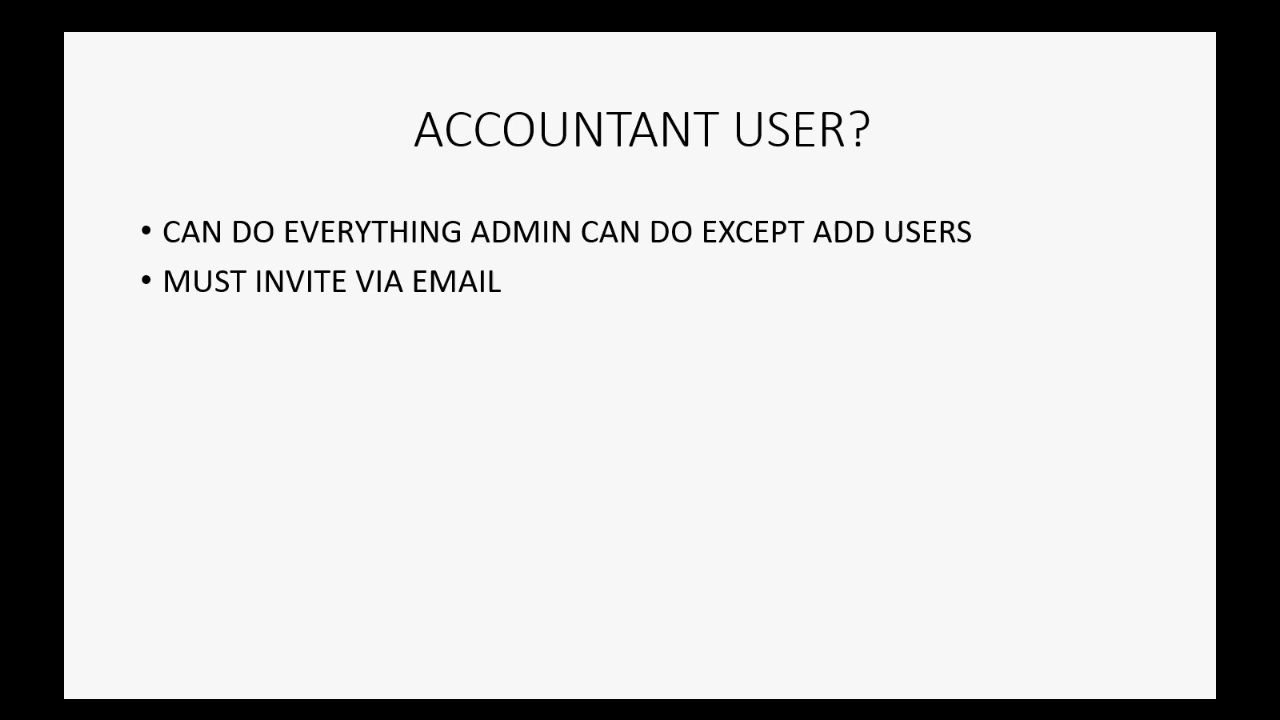 ACCOUNTANT USER?
• CAN DO EVERYTHING ADMIN CAN DO EXCEPT ADD USERS
• MUST INVITE VIA EMAIL